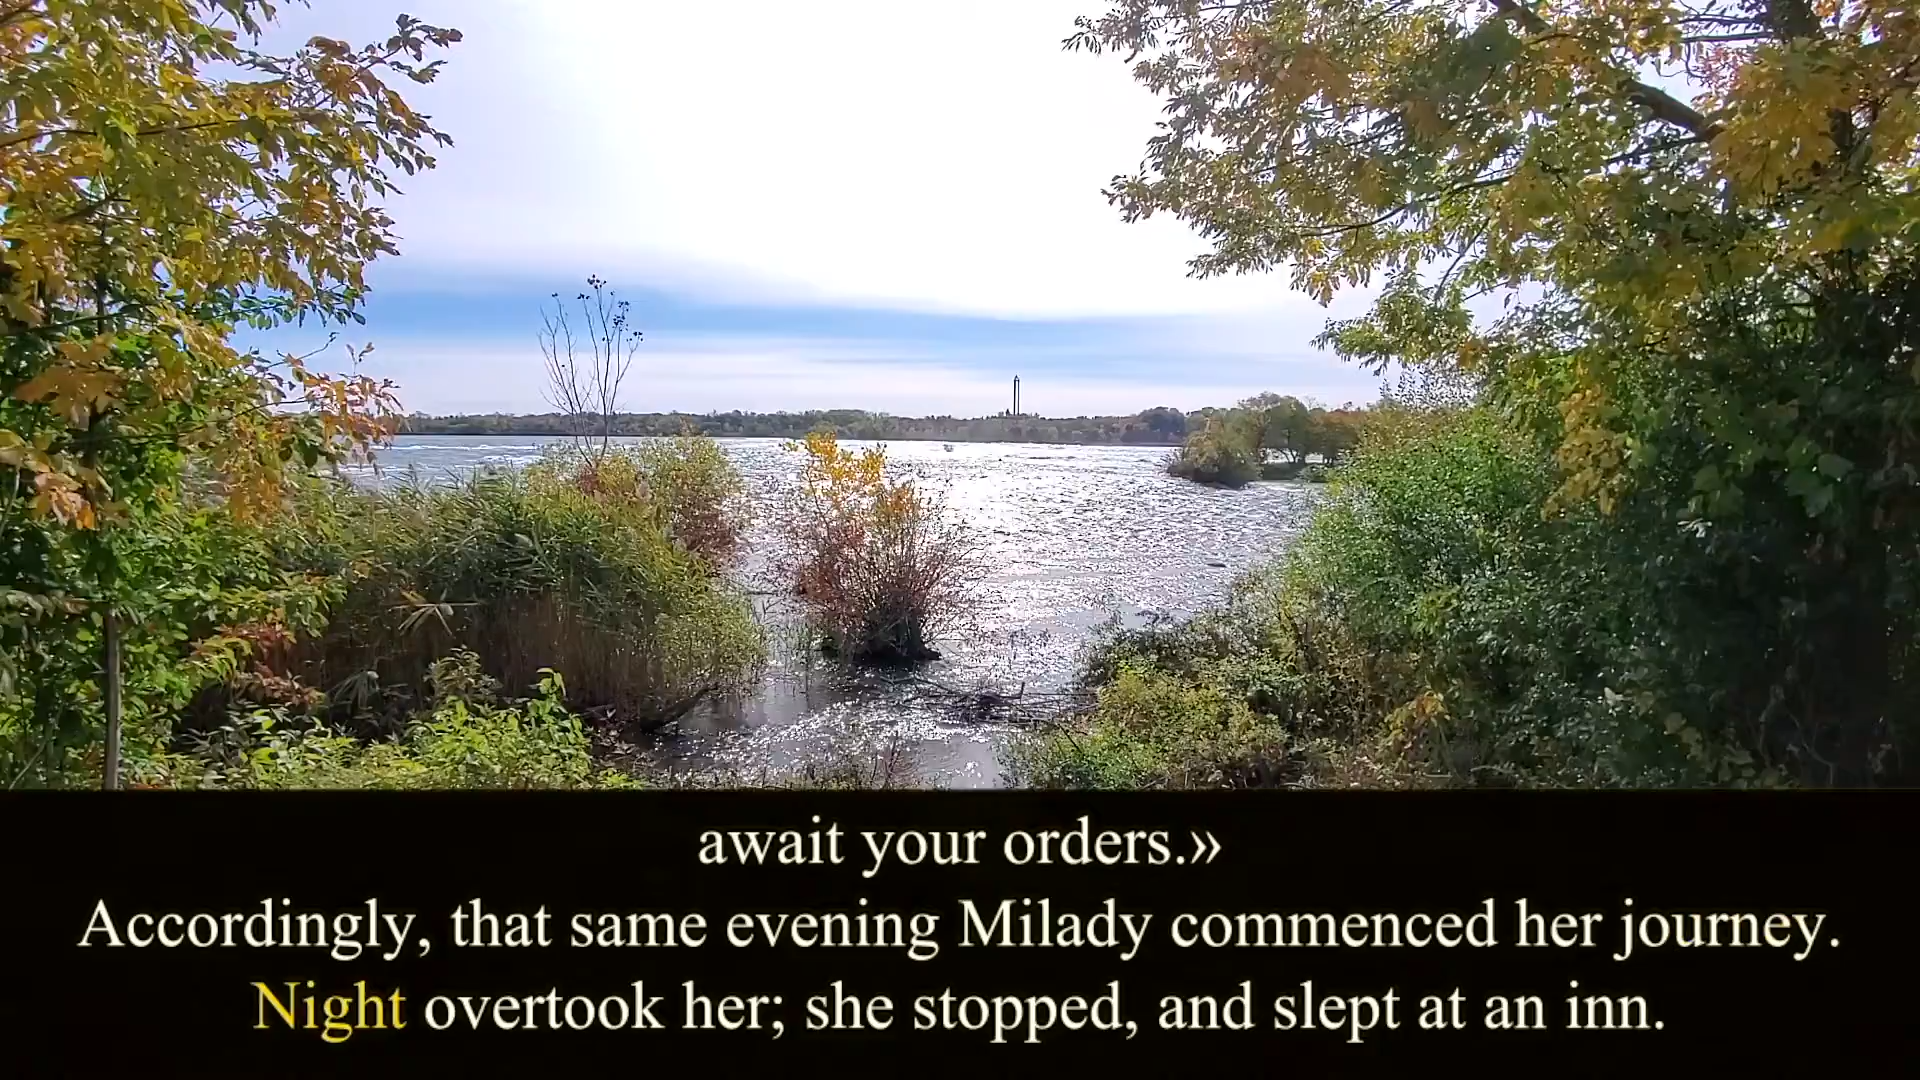 await your orders.»
Accordingly, that same evening Milady commenced her journey.
Night overtook her; she stopped, and slept at an inn.